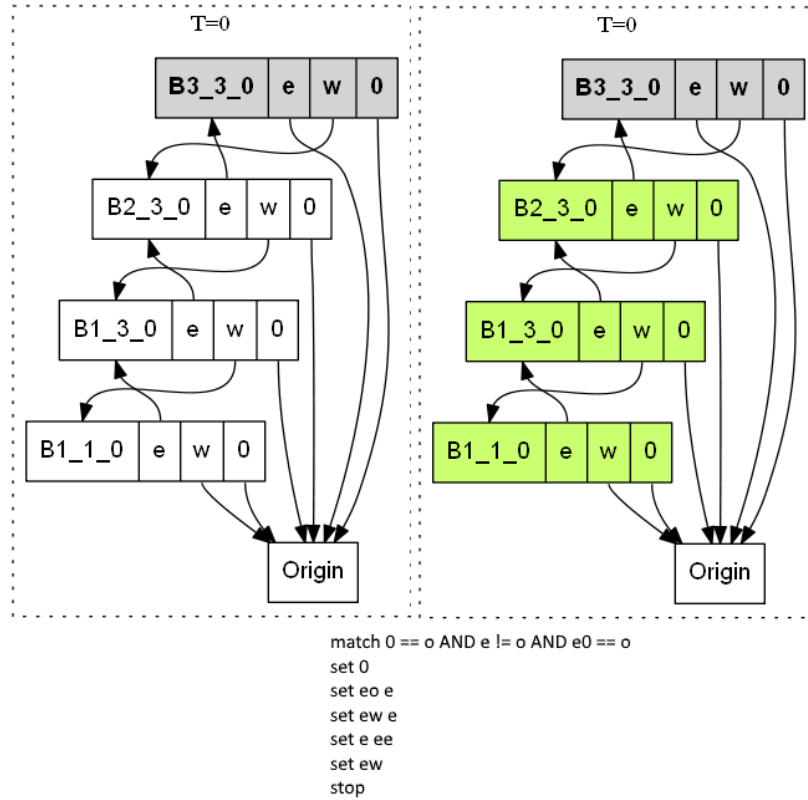 T=0
B3_3_0 e w 0
B2_3_0 e w 0
B1_3_0 e w 0
B1_1_0 e w 0
Origin
T=0
B3_3_0 e w 0
B2_3_0 e w 0
B1_3_0 e w 0
B1_1_0 e w 0
Origin
match 0 == o AND e != o AND e0 == o
set 0
set eo e
set ew e
set e ee
set ew
stop